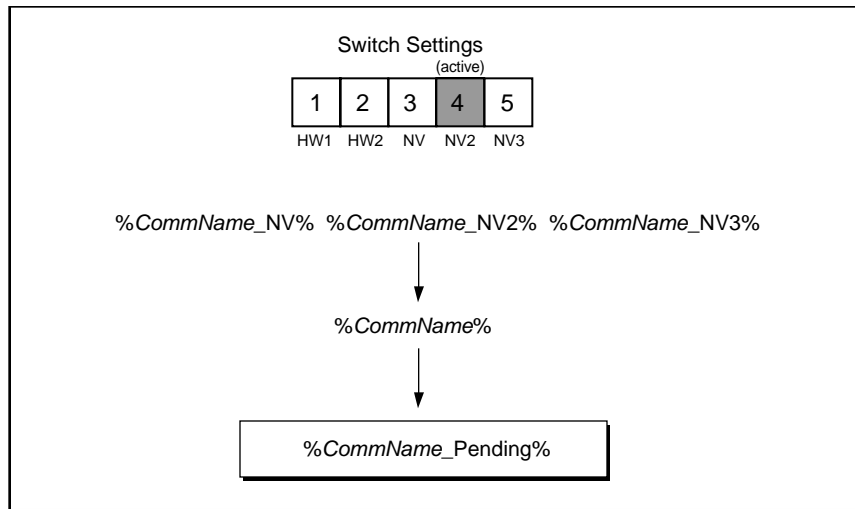 Switch Settings
(active)
1 2 3 4 5
HW1 HW2 NV NV2 NV3
%CommName_NV% %CommName_NV2% %CommName_NV3%
%CommName%
%CommName_Pending%